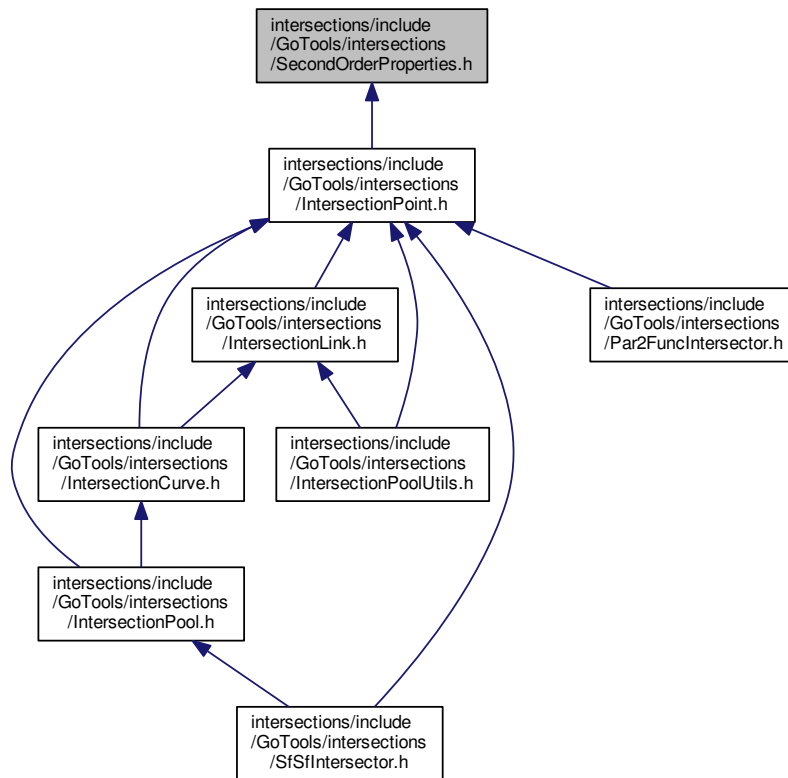 intersections/include
/GoTools/intersections
/SecondOrderProperties.h
intersections/include
/GoTools/intersections
/IntersectionPoint.h
intersections/include
/GoTools/intersections
/IntersectionLink.h
intersections/include
/GoTools/intersections
/Par2FuncIntersector.h
intersections/include
/GoTools/intersections
/IntersectionCurve.h
intersections/include
/GoTools/intersections
/IntersectionPoolUtils.h
intersections/include
/GoTools/intersections
/IntersectionPool.h
intersections/include
/GoTools/intersections
/SfSfIntersector.h